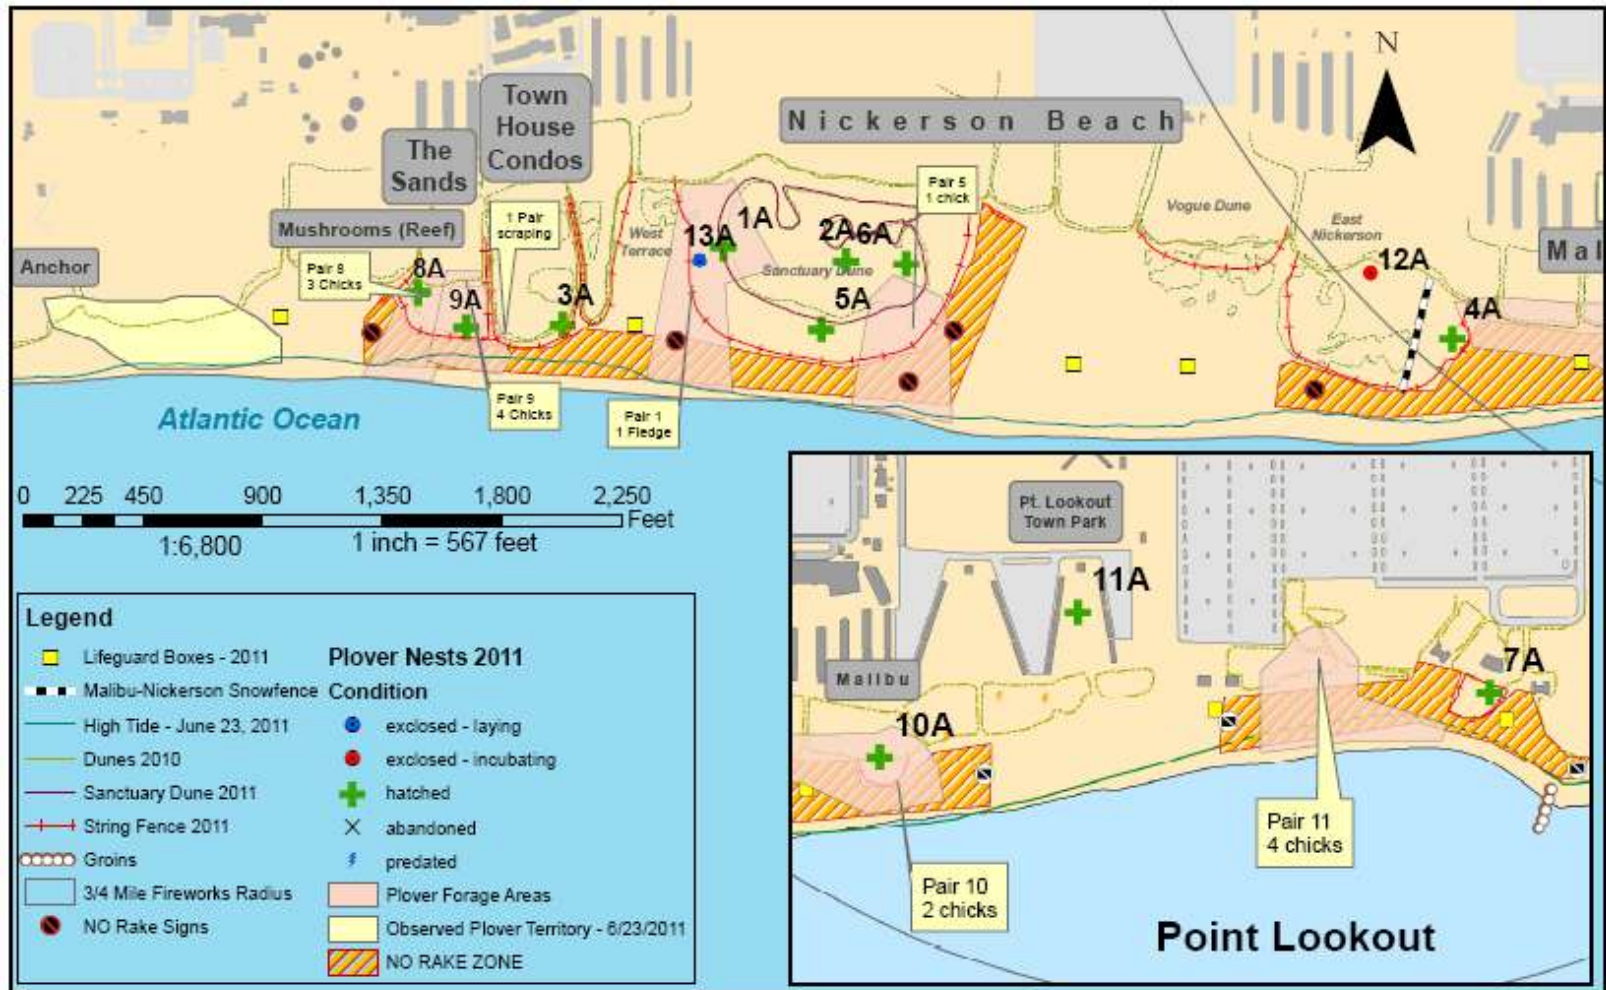 N
Town
House
Condos
Nickerson Beach
The
Sands
Pair 5
1 chick
Mushrooms (Reef)
1 Pair
scraping
West
Terrace
Vogue Dune
East
Nickerson
Anchor
Pair 8
3 Chicks
8A
9A
3A
13A
1A
2A
6A
Sanctuary Dune
5A
12A
4A
Mal
Pair 9
4 Chicks
Pair 1
1 Fledge
Atlantic Ocean
0 225 450 900 1,350 1,800 2,250
Feet
1:6,800 1 inch = 567 feet
Legend
Lifeguard Boxes - 2011
Malibu-Nickerson Snowfence
High Tide - June 23, 2011
Dunes 2010
Sanctuary Dune 2011
String Fence 2011
Groins
3/4 Mile Fireworks Radius
NO Rake Signs
Plover Nests 2011
Condition
exclosed - laying
exclosed - incubating
hatched
abandoned
predated
Plover Forage Areas
Observed Plover Territory - 6/23/2011
NO RAKE ZONE
Pt. Lookout
Town Park
11A
Malibu
10A
7A
Pair 11
4 chicks
Pair 10
2 chicks
Point Lookout